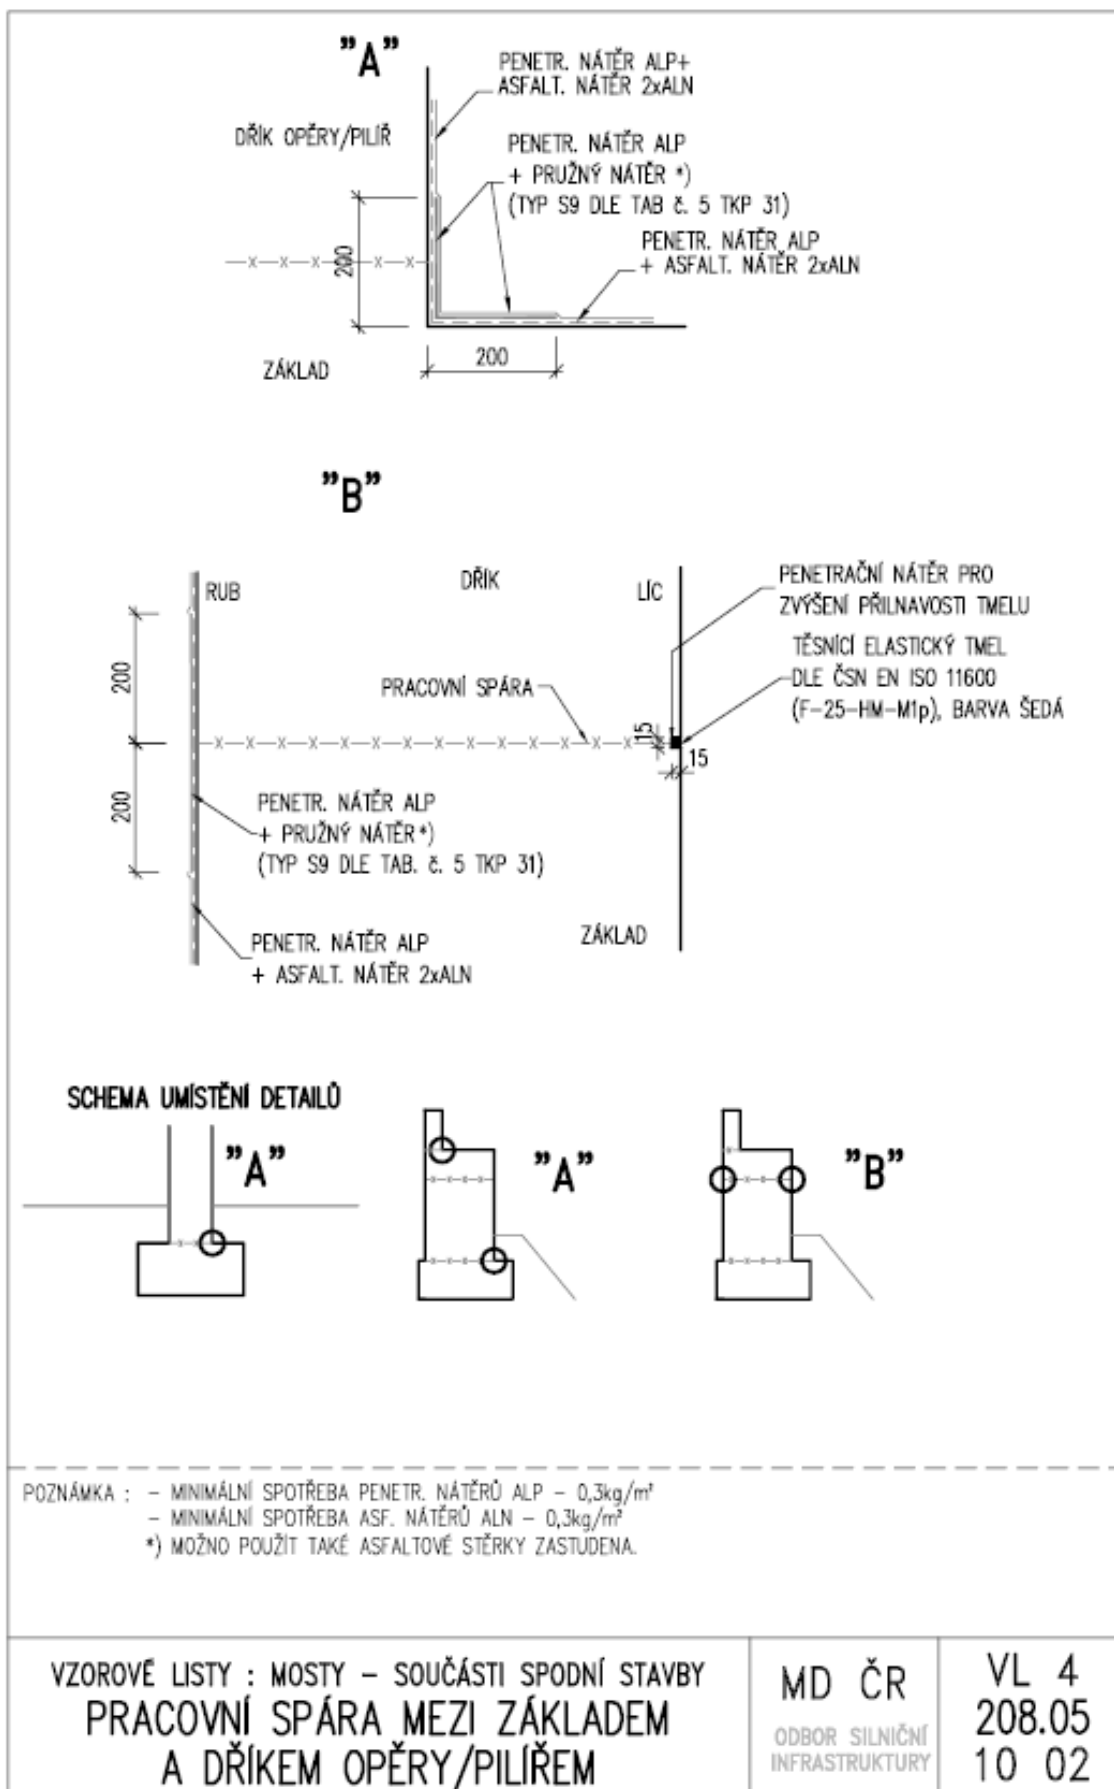 "A"
PENETR. NÁTĚR ALP+
ASFALT. NÁTĚR 2xALN
DŘÍK OPĚRY/PILÍŘ
PENETR. NÁTĚR ALP
+ PRUŽNÝ NÁTĚR *)
(TYP S9 DLE TAB č. 5 TKP 31)
PENETR. NÁTĚR ALP
+ ASFALT. NÁTĚR 2xALN
200
200
ZÁKLAD
"B"
RUB
DŘÍK
LÍC
PENETRAČNÍ NÁTĚR PRO
ZVÝŠENÍ PŘILNAVOSTI TMELU
TĚSNÍCÍ ELASTICKÝ TMEL
DLE ČSN EN ISO 11600
(F-25-HM-M1p), BARVA ŠEDÁ
200
PRACOVNÍ SPÁRA
15
15
200
PENETR. NÁTĚR ALP
+ PRUŽNÝ NÁTĚR*)
(TYP S9 DLE TAB. č. 5 TKP 31)
ZÁKLAD
PENETR. NÁTĚR ALP
+ ASFALT. NÁTĚR 2xALN
SCHEMA UMÍSTĚNÍ DETAILŮ
"A"
"A"
"B"
POZNÁMKA : - MINIMÁLNÍ SPOTŘEBA PENETR. NÁTĚRŮ ALP - 0,3kg/m²
- MINIMÁLNÍ SPOTŘEBA ASF. NÁTĚRŮ ALN - 0,3kg/m²
*) MOŽNO POUŽÍT TAKÉ ASFALTOVÉ STĚRKY ZASTUDENA.
VZOROVÉ LISTY : MOSTY - SOUČÁSTI SPODNÍ STAVBY
PRACOVNÍ SPÁRA MEZI ZÁKLADEM
A DŘÍKEM OPĚRY/PILÍŘEM
MD ČR
ODBOR SILNIČNÍ
INFRASTRUKTURY
VL 4
208.05
10 02